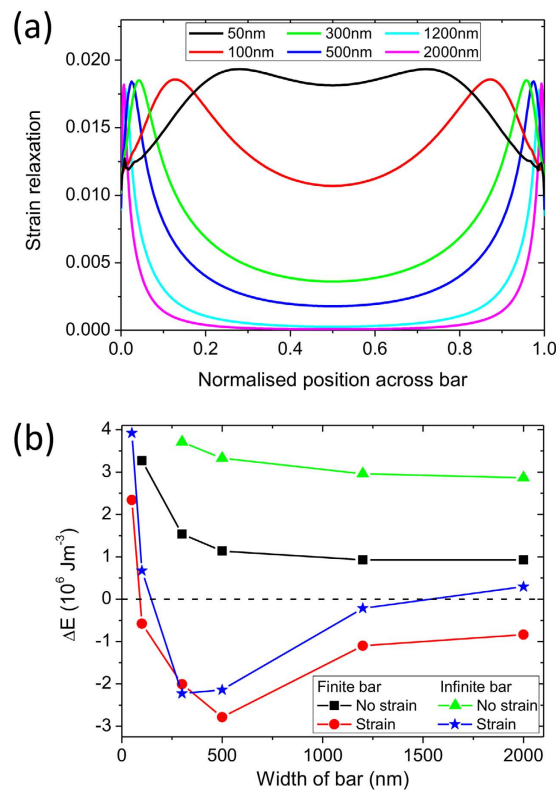 (a)
50nm 300nm 1200nm
100nm 500nm 2000nm
0.020
0.015
0.010
0.005
0.000
Strain relaxation
0.0 0.2 0.4 0.6 0.8 1.0
Normalised position across bar
(b)
4
3
2
1
0
-1
-2
-3
ΔE (10⁶ Jm⁻³)
Finite bar Infinite bar
No strain No strain
Strain Strain
0 500 1000 1500 2000
Width of bar (nm)